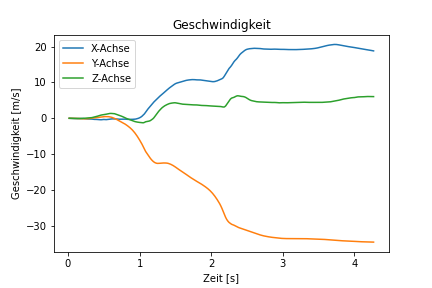 Geschwindigkeit
X-Achse
Y-Achse
Z-Achse
Geschwindigkeit [m/s]
20
10
0
−10
−20
−30
0 1 2 3 4
Zeit [s]